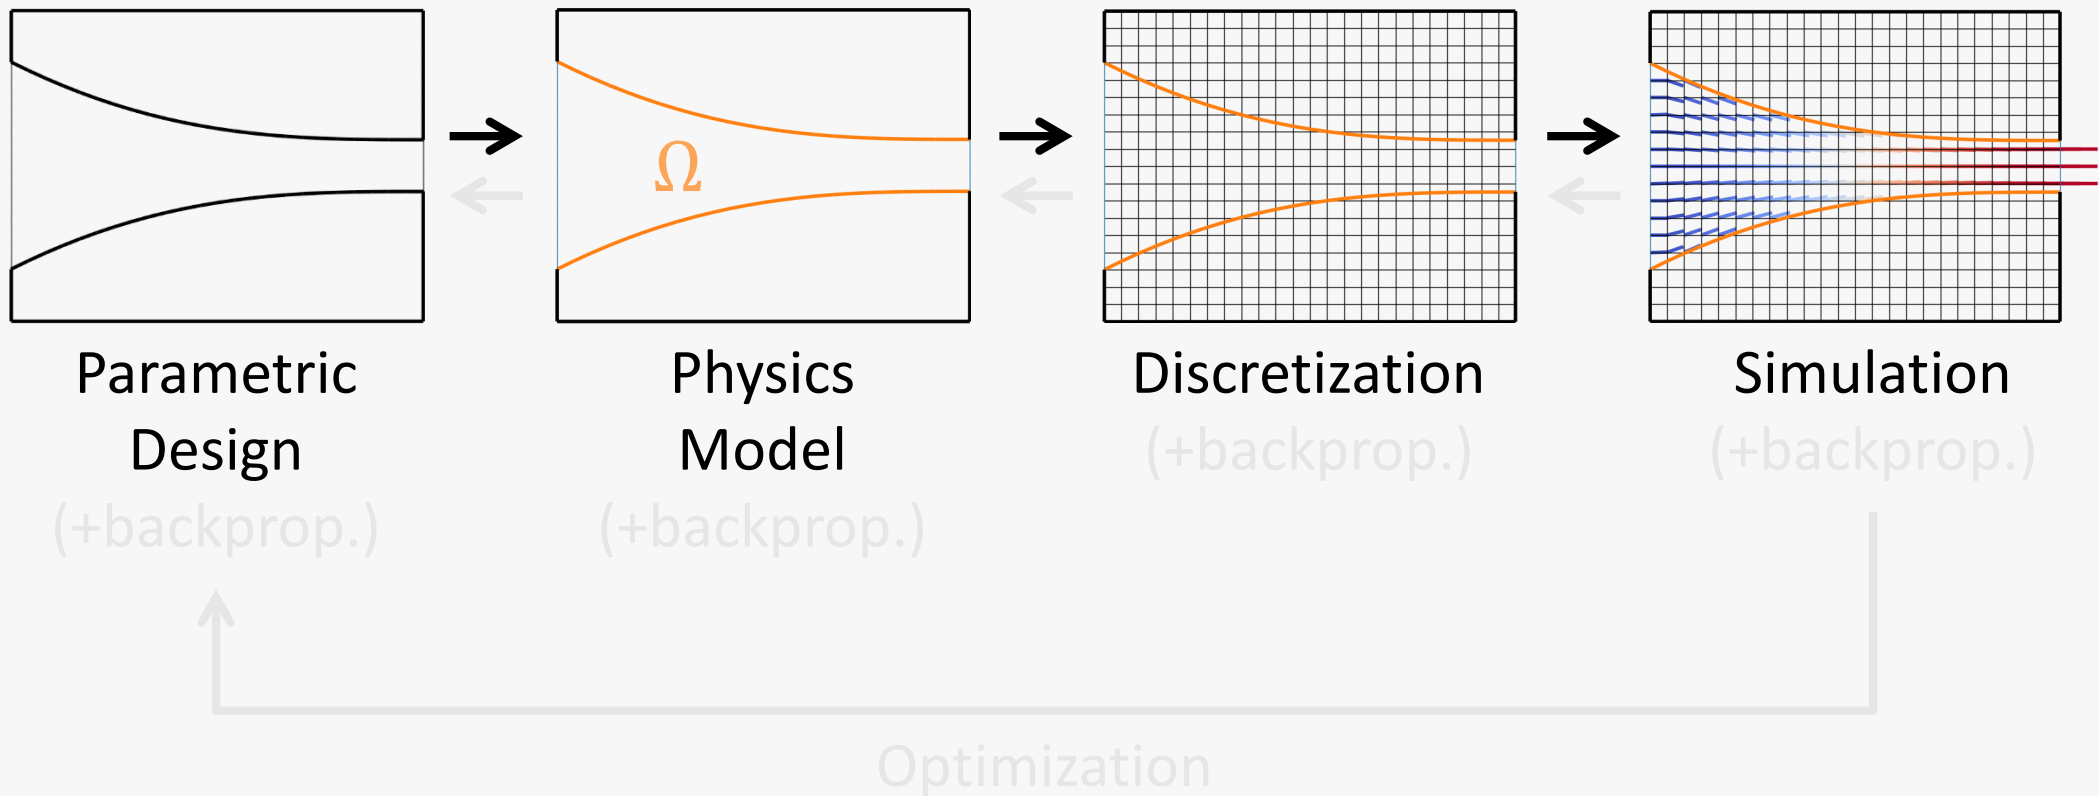 Ω
Parametric
Design
(+backprop.)
Physics
Model
(+backprop.)
Discretization
(+backprop.)
Simulation
(+backprop.)
Optimization